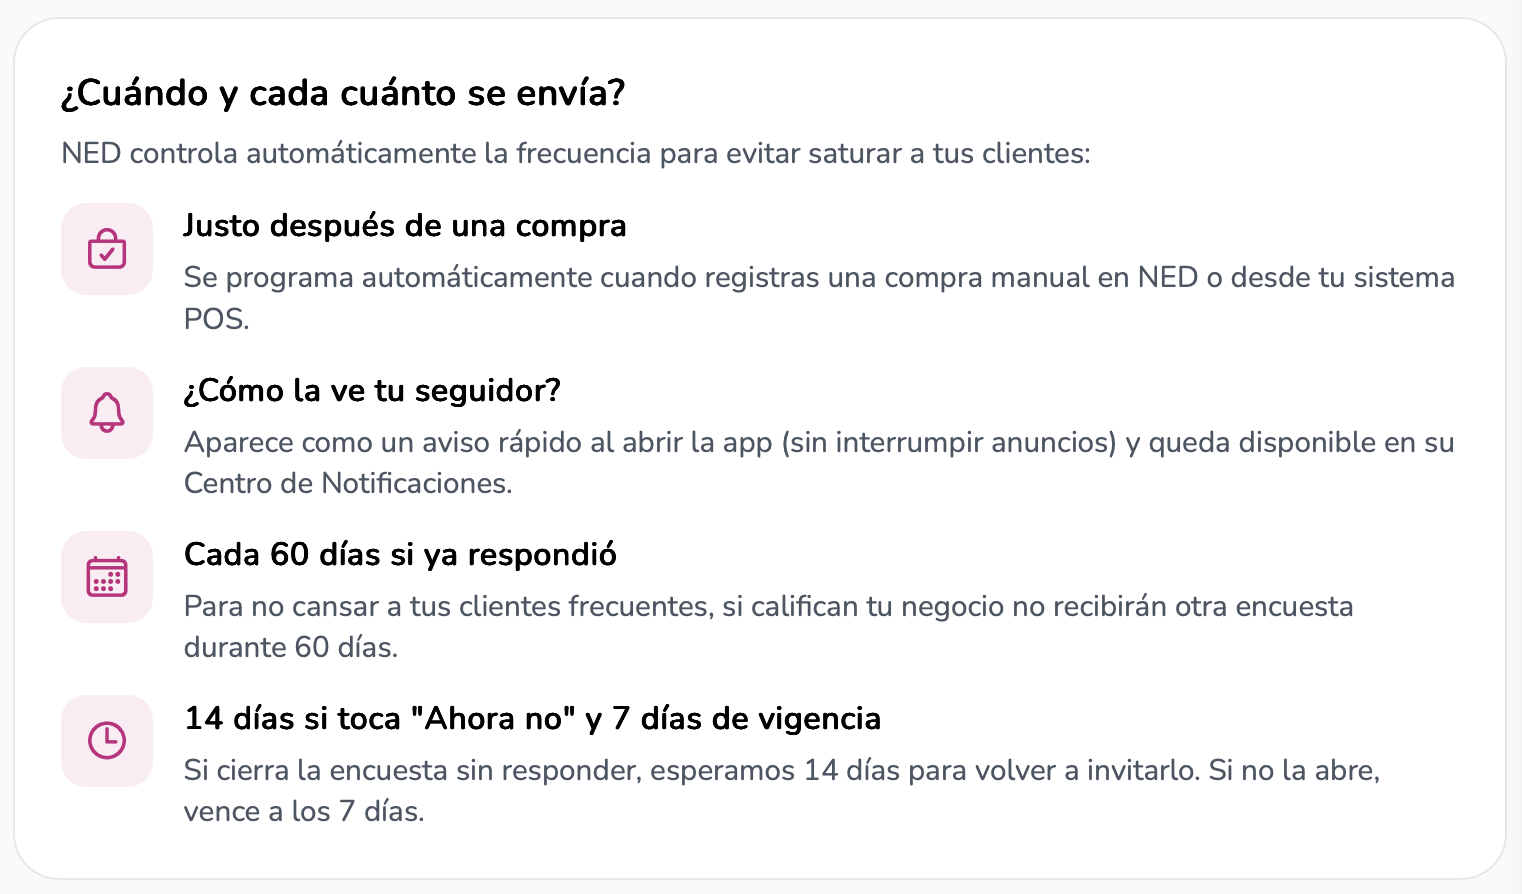 ¿Cuándo y cada cuánto se envía?
NED controla automáticamente la frecuencia para evitar saturar a tus clientes:
Justo después de una compra
Se programa automáticamente cuando registras una compra manual en NED o desde tu sistema
POS.
¿Cómo la ve tu seguidor?
Aparece como un aviso rápido al abrir la app (sin interrumpir anuncios) y queda disponible en su
Centro de Notificaciones.
Cada 60 días si ya respondió
Para no cansar a tus clientes frecuentes, si califican tu negocio no recibirán otra encuesta
durante 60 días.
14 días si toca "Ahora no" y 7 días de vigencia
Si cierra la encuesta sin responder, esperamos 14 días para volver a invitarlo. Si no la abre,
vence a los 7 días.